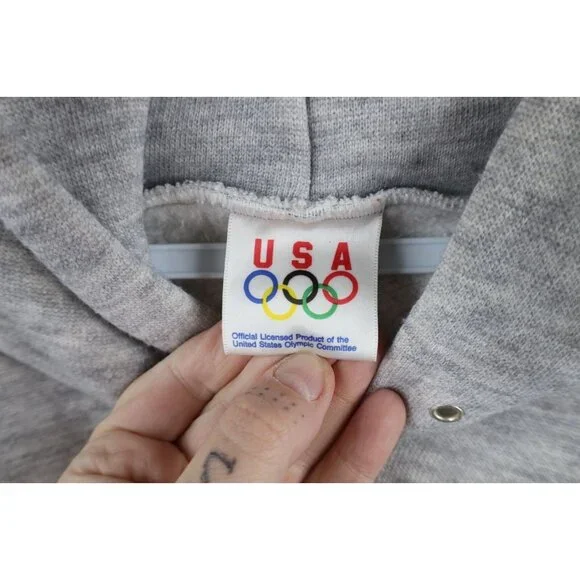 USA
Official Licensed Product of the
United States Olympic Committee